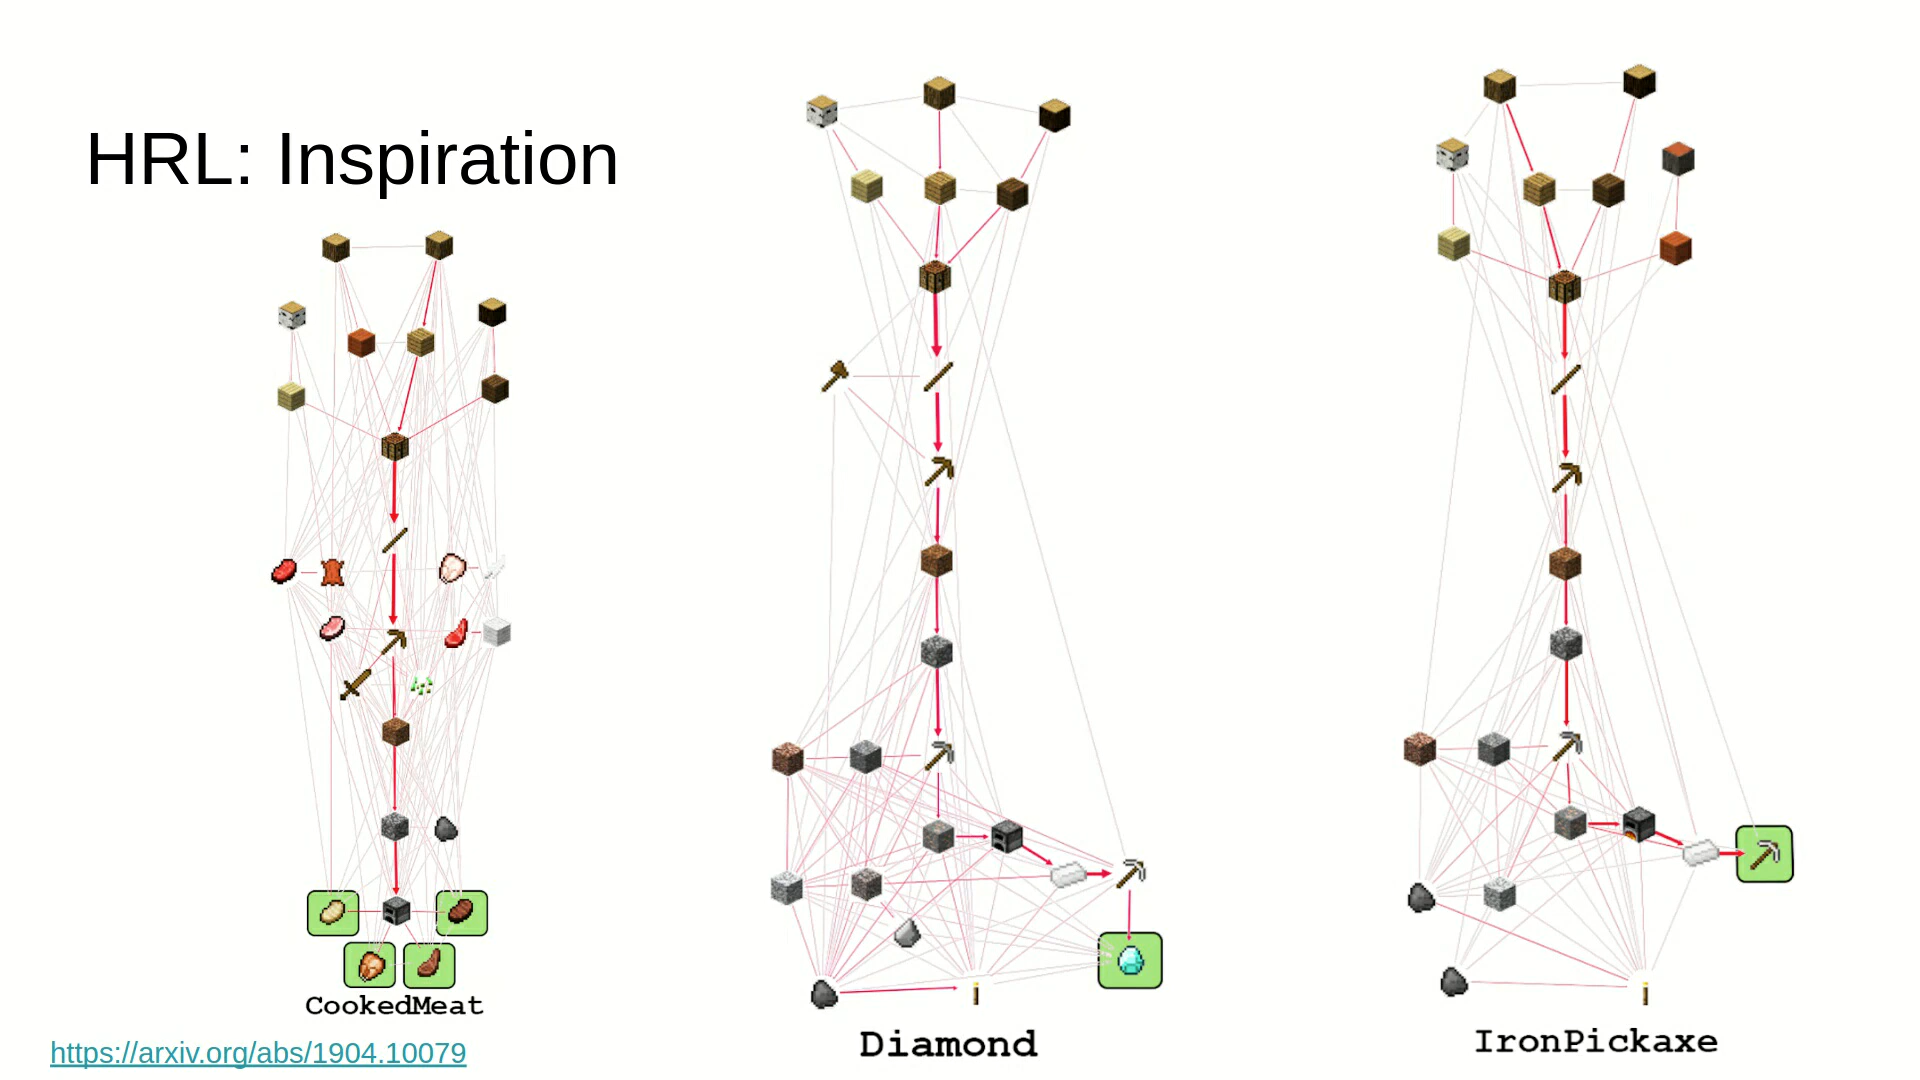 HRL: Inspiration
CookedMeat
Diamond
IronPickaxe
https://arxiv.org/abs/1904.10079